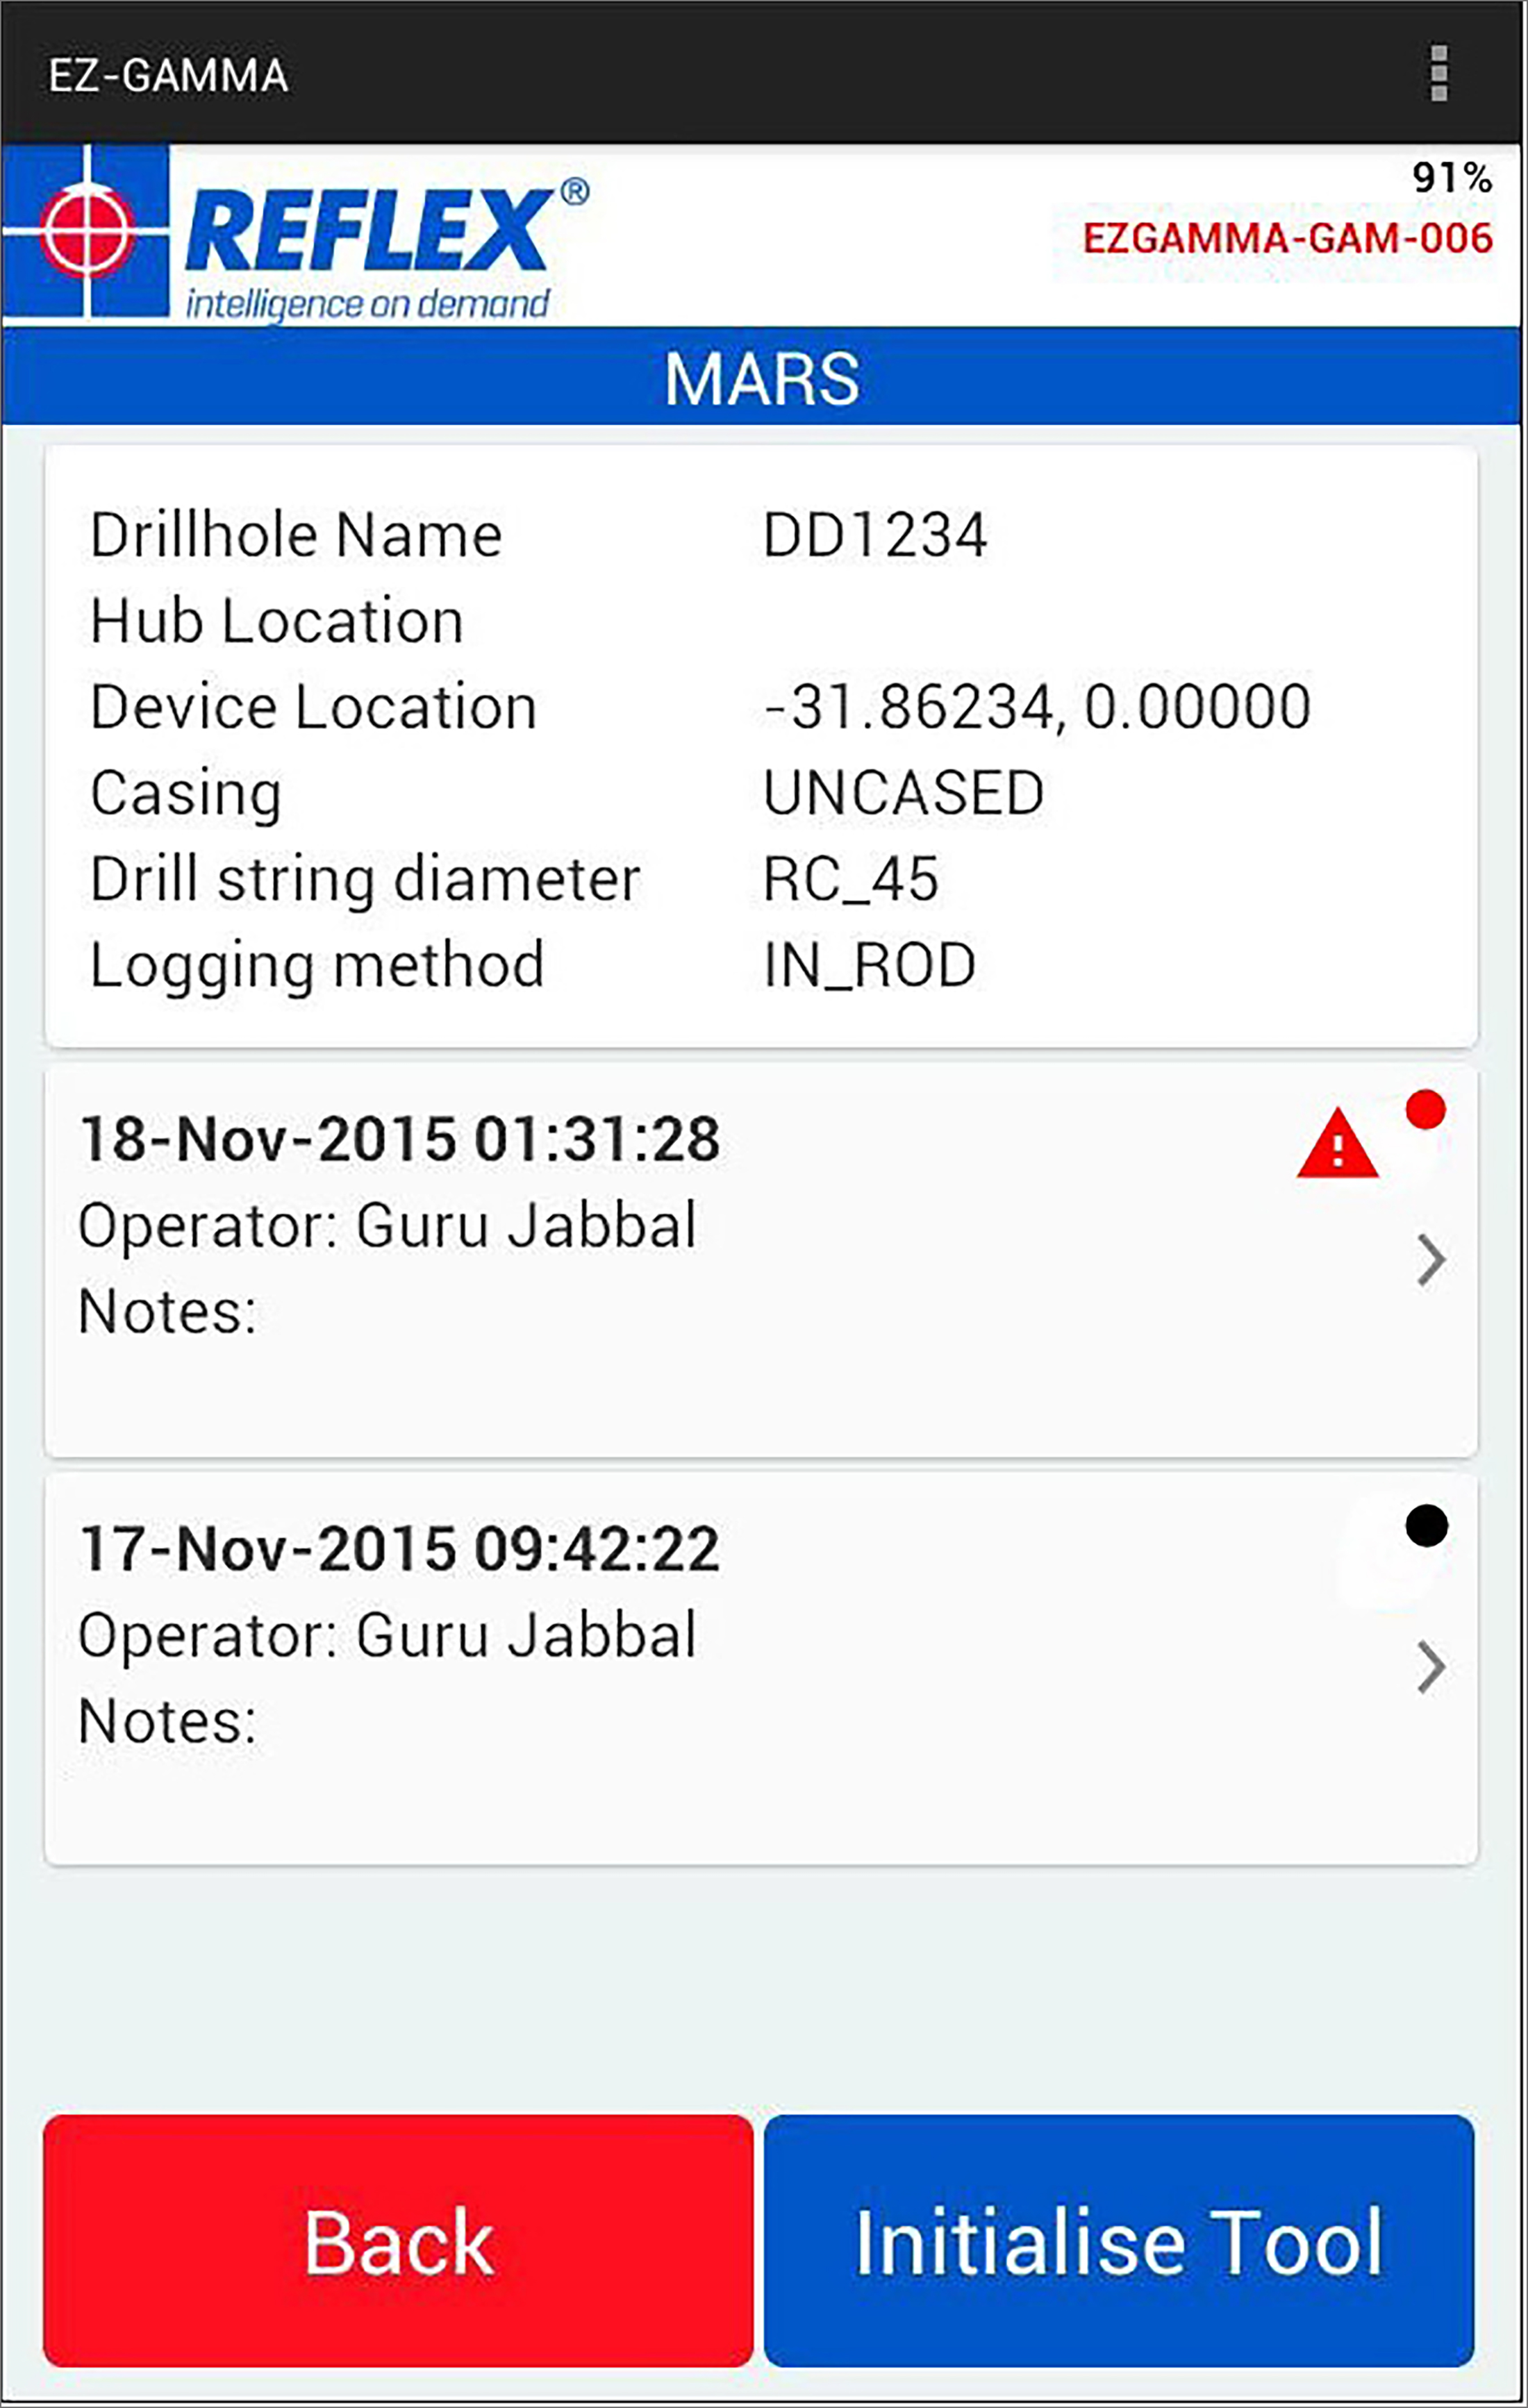 EZ-GAMMA
REFLEX®
intelligence on demand
91%
EZGAMMA-GAM-006
MARS
Drillhole Name DD1234
Hub Location
Device Location -31.86234, 0.00000
Casing UNCASED
Drill string diameter RC_45
Logging method IN_ROD
18-Nov-2015 01:31:28
Operator: Guru Jabbal
Notes:
17-Nov-2015 09:42:22
Operator: Guru Jabbal
Notes:
Back Initialise Tool